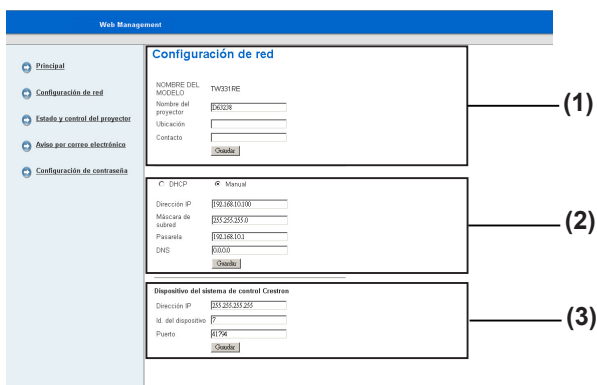 Web Management
Principal
Configuración de red
Estado y control del proyector
Aviso por correo electrónico
Configuración de contraseña
Configuración de red
NOMBRE DEL MODELO TW331RE
Nombre del proyector D63238
Ubicación
Contacto
Guardar
(1)
DHCP Manual
Dirección IP 192.168.10.100
Máscara de subred 255.255.255.0
Pasarela 192.168.10.1
DNS 0.0.0.0
Guardar
(2)
Dispositivo del sistema de control Crestron
Dirección IP 255.255.255.255
Id. del dispositivo 7
Puerto 41794
Guardar
(3)